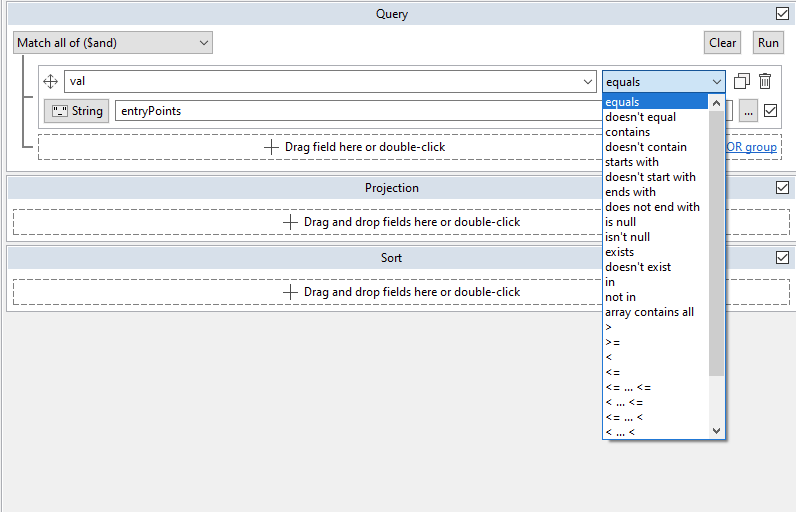 Query
Match all of ($and)
Clear
Run
val
equals
"_" String
entryPoints
...
Drag field here or double-click
OR group
equals
doesn't equal
contains
doesn't contain
starts with
doesn't start with
ends with
does not end with
is null
isn't null
exists
doesn't exist
in
not in
array contains all
>
>=
<
<=
<= ... <=
< ... <=
<= ... <
< ... <
Projection
Drag and drop fields here or double-click
Sort
Drag and drop fields here or double-click